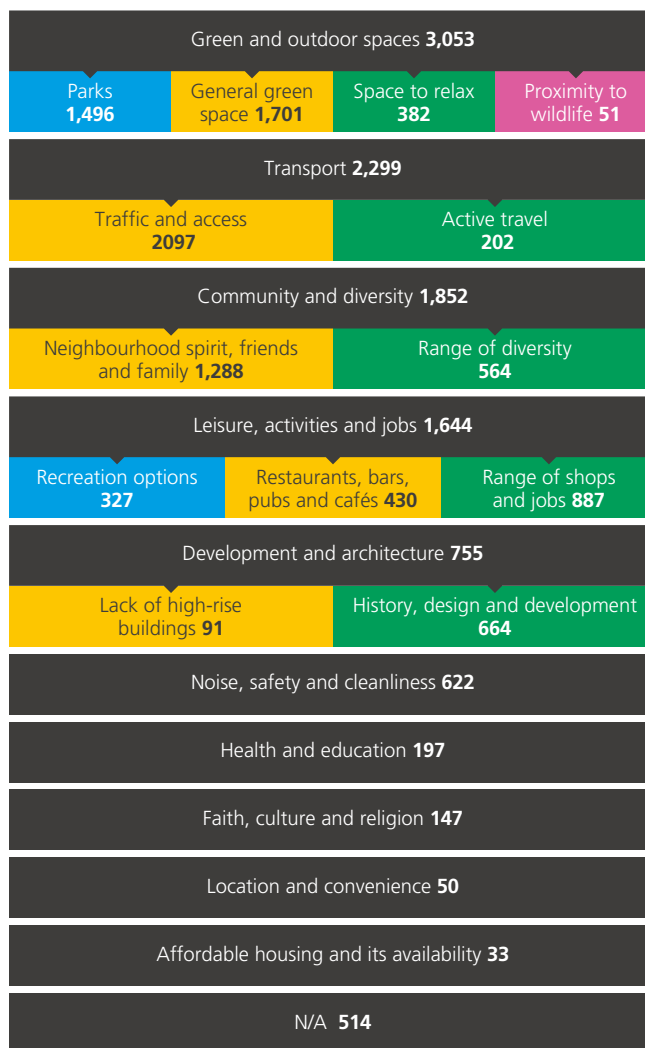 Green and outdoor spaces 3,053
Parks
1,496
General green
space 1,701
Space to relax
382
Proximity to
wildlife 51
Transport 2,299
Traffic and access
2097
Active travel
202
Community and diversity 1,852
Neighbourhood spirit, friends
and family 1,288
Range of diversity
564
Leisure, activities and jobs 1,644
Recreation options
327
Restaurants, bars,
pubs and cafés 430
Range of shops
and jobs 887
Development and architecture 755
Lack of high-rise
buildings 91
History, design and development
664
Noise, safety and cleanliness 622
Health and education 197
Faith, culture and religion 147
Location and convenience 50
Affordable housing and its availability 33
N/A 514